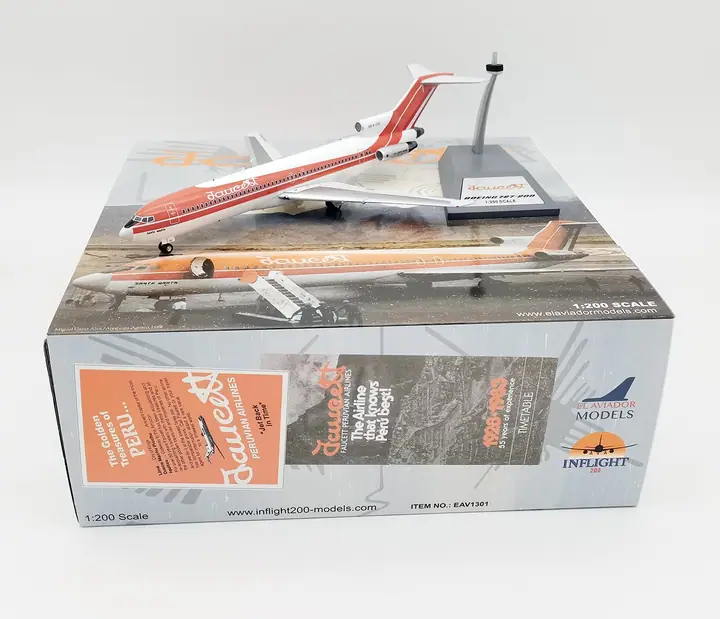 faucett
faucett
SANTA MARTA
faucett
BOEING 727-200
1:200 SCALE
faucett
1:200 SCALE
www.elaviadormodels.com
The Golden
Treasures of
PERU...
faucett
PERUVIAN AIRLINES
"Jet Back
in Time"
faucett
FAUCETT PERUVIAN AIRLINES
The Airline
that knows
Perú best!
1928-1983
55 years of experience
TIMETABLE
EL AVIADOR
MODELS
INFLIGHT
200
1:200 Scale
www.inflight200-models.com
ITEM NO.: EAV1301